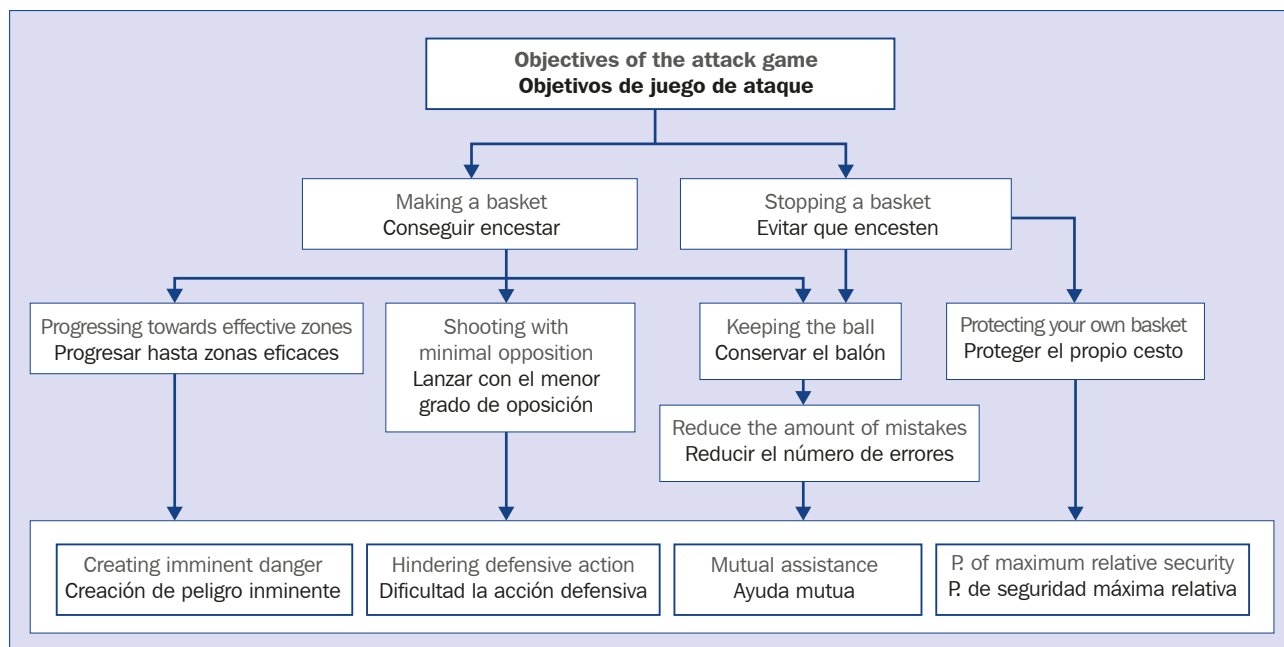 Objectives of the attack game
Objetivos de juego de ataque
Making a basket
Conseguir encestar
Stopping a basket
Evitar que encesten
Progressing towards effective zones
Progresar hasta zonas eficaces
Shooting with
minimal opposition
Lanzar con el menor
grado de oposición
Keeping the ball
Conservar el balón
Protecting your own basket
Proteger el propio cesto
Reduce the amount of mistakes
Reducir el número de errores
Creating imminent danger
Creación de peligro inminente
Hindering defensive action
Dificultad la acción defensiva
Mutual assistance
Ayuda mutua
P. of maximum relative security
P. de seguridad máxima relativa